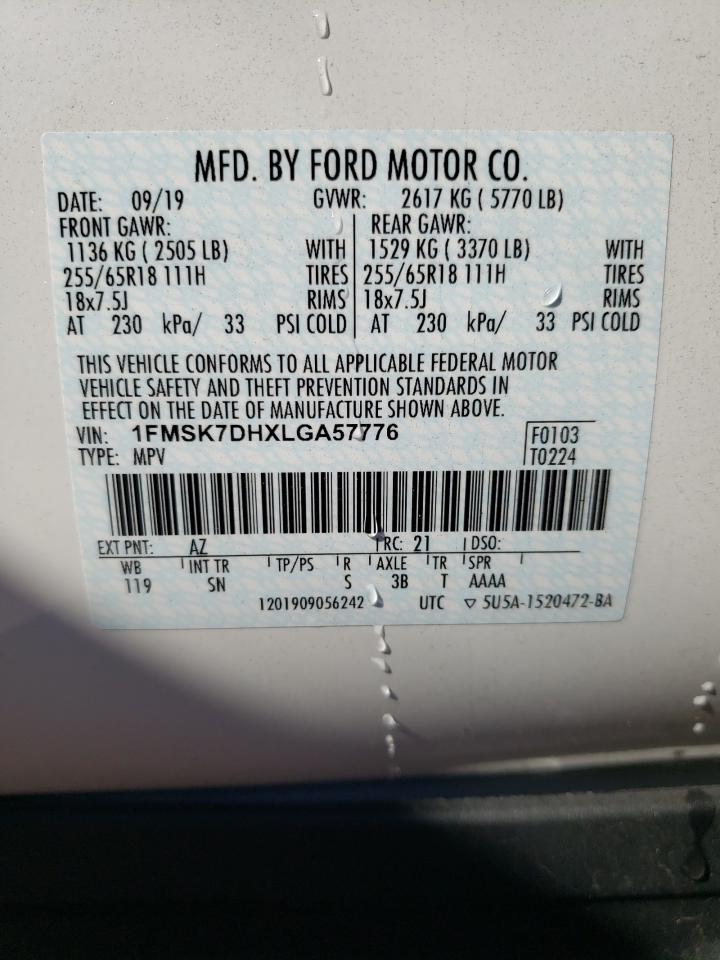 MFD. BY FORD MOTOR CO.
DATE: 09/19 GVWR: 2617 KG ( 5770 LB)
FRONT GAWR: REAR GAWR:
1136 KG ( 2505 LB) WITH 1529 KG ( 3370 LB) WITH
255/65R18 111H TIRES 255/65R18 111H TIRES
18x7.5J RIMS 18x7.5J RIMS
AT 230 kPa/ 33 PSI COLD AT 230 kPa/ 33 PSI COLD
THIS VEHICLE CONFORMS TO ALL APPLICABLE FEDERAL MOTOR
VEHICLE SAFETY AND THEFT PREVENTION STANDARDS IN
EFFECT ON THE DATE OF MANUFACTURE SHOWN ABOVE.
VIN: 1FMSK7DHXLGA57776 F0103
TYPE: MPV T0224
EXT PNT: AZ RC: 21 DSO:
WB INT TR TP/PS R AXLE TR SPR
119 SN S 3B T AAAA
1201909056242 UTC ▽ 5U5A-1520472-BA